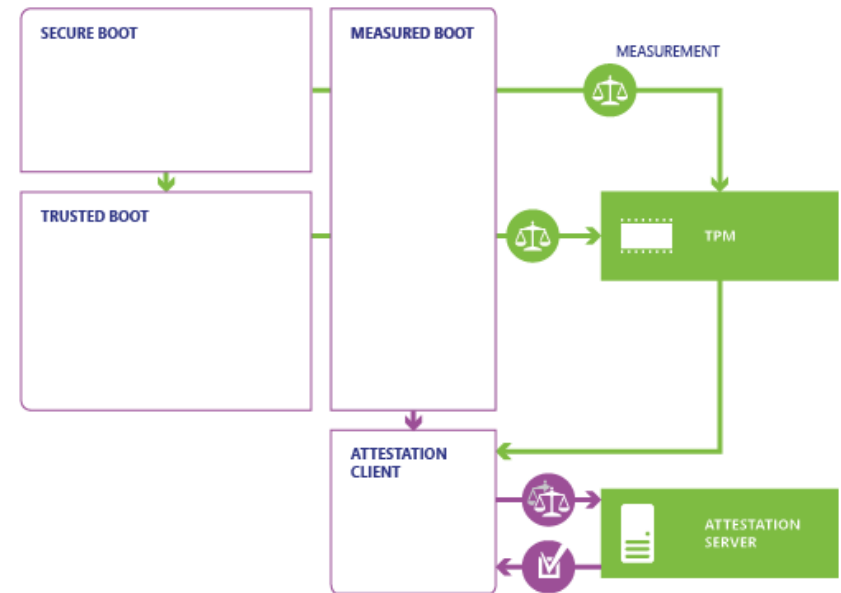 SECURE BOOT
MEASURED BOOT
MEASUREMENT
TRUSTED BOOT
TPM
ATTESTATION
CLIENT
ATTESTATION
SERVER